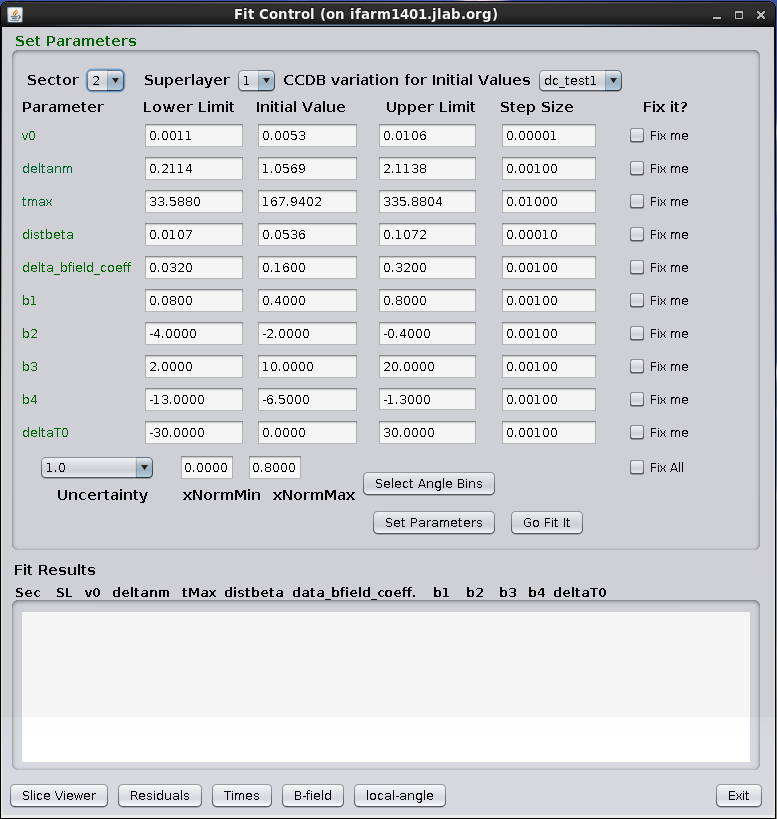 Fit Control (on ifarm1401.jlab.org)
Set Parameters
Sector 2 Superlayer 1 CCDB variation for Initial Values dc_test1
Parameter Lower Limit Initial Value Upper Limit Step Size Fix it?
v0 0.0011 0.0053 0.0106 0.00001 Fix me
deltanm 0.2114 1.0569 2.1138 0.00100 Fix me
tmax 33.5880 167.9402 335.8804 0.01000 Fix me
distbeta 0.0107 0.0536 0.1072 0.00010 Fix me
delta_bfield_coeff 0.0320 0.1600 0.3200 0.00100 Fix me
b1 0.0800 0.4000 0.8000 0.00100 Fix me
b2 -4.0000 -2.0000 -0.4000 0.00100 Fix me
b3 2.0000 10.0000 20.0000 0.00100 Fix me
b4 -13.0000 -6.5000 -1.3000 0.00100 Fix me
deltaT0 -30.0000 0.0000 30.0000 0.00100 Fix me
1.0 0.0000 0.8000 Fix All
Select Angle Bins
Uncertainty xNormMin xNormMax
Set Parameters Go Fit It
Fit Results
Sec SL v0 deltanm tMax distbeta data_bfield_coeff. b1 b2 b3 b4 deltaT0
Slice Viewer Residuals Times B-field local-angle Exit